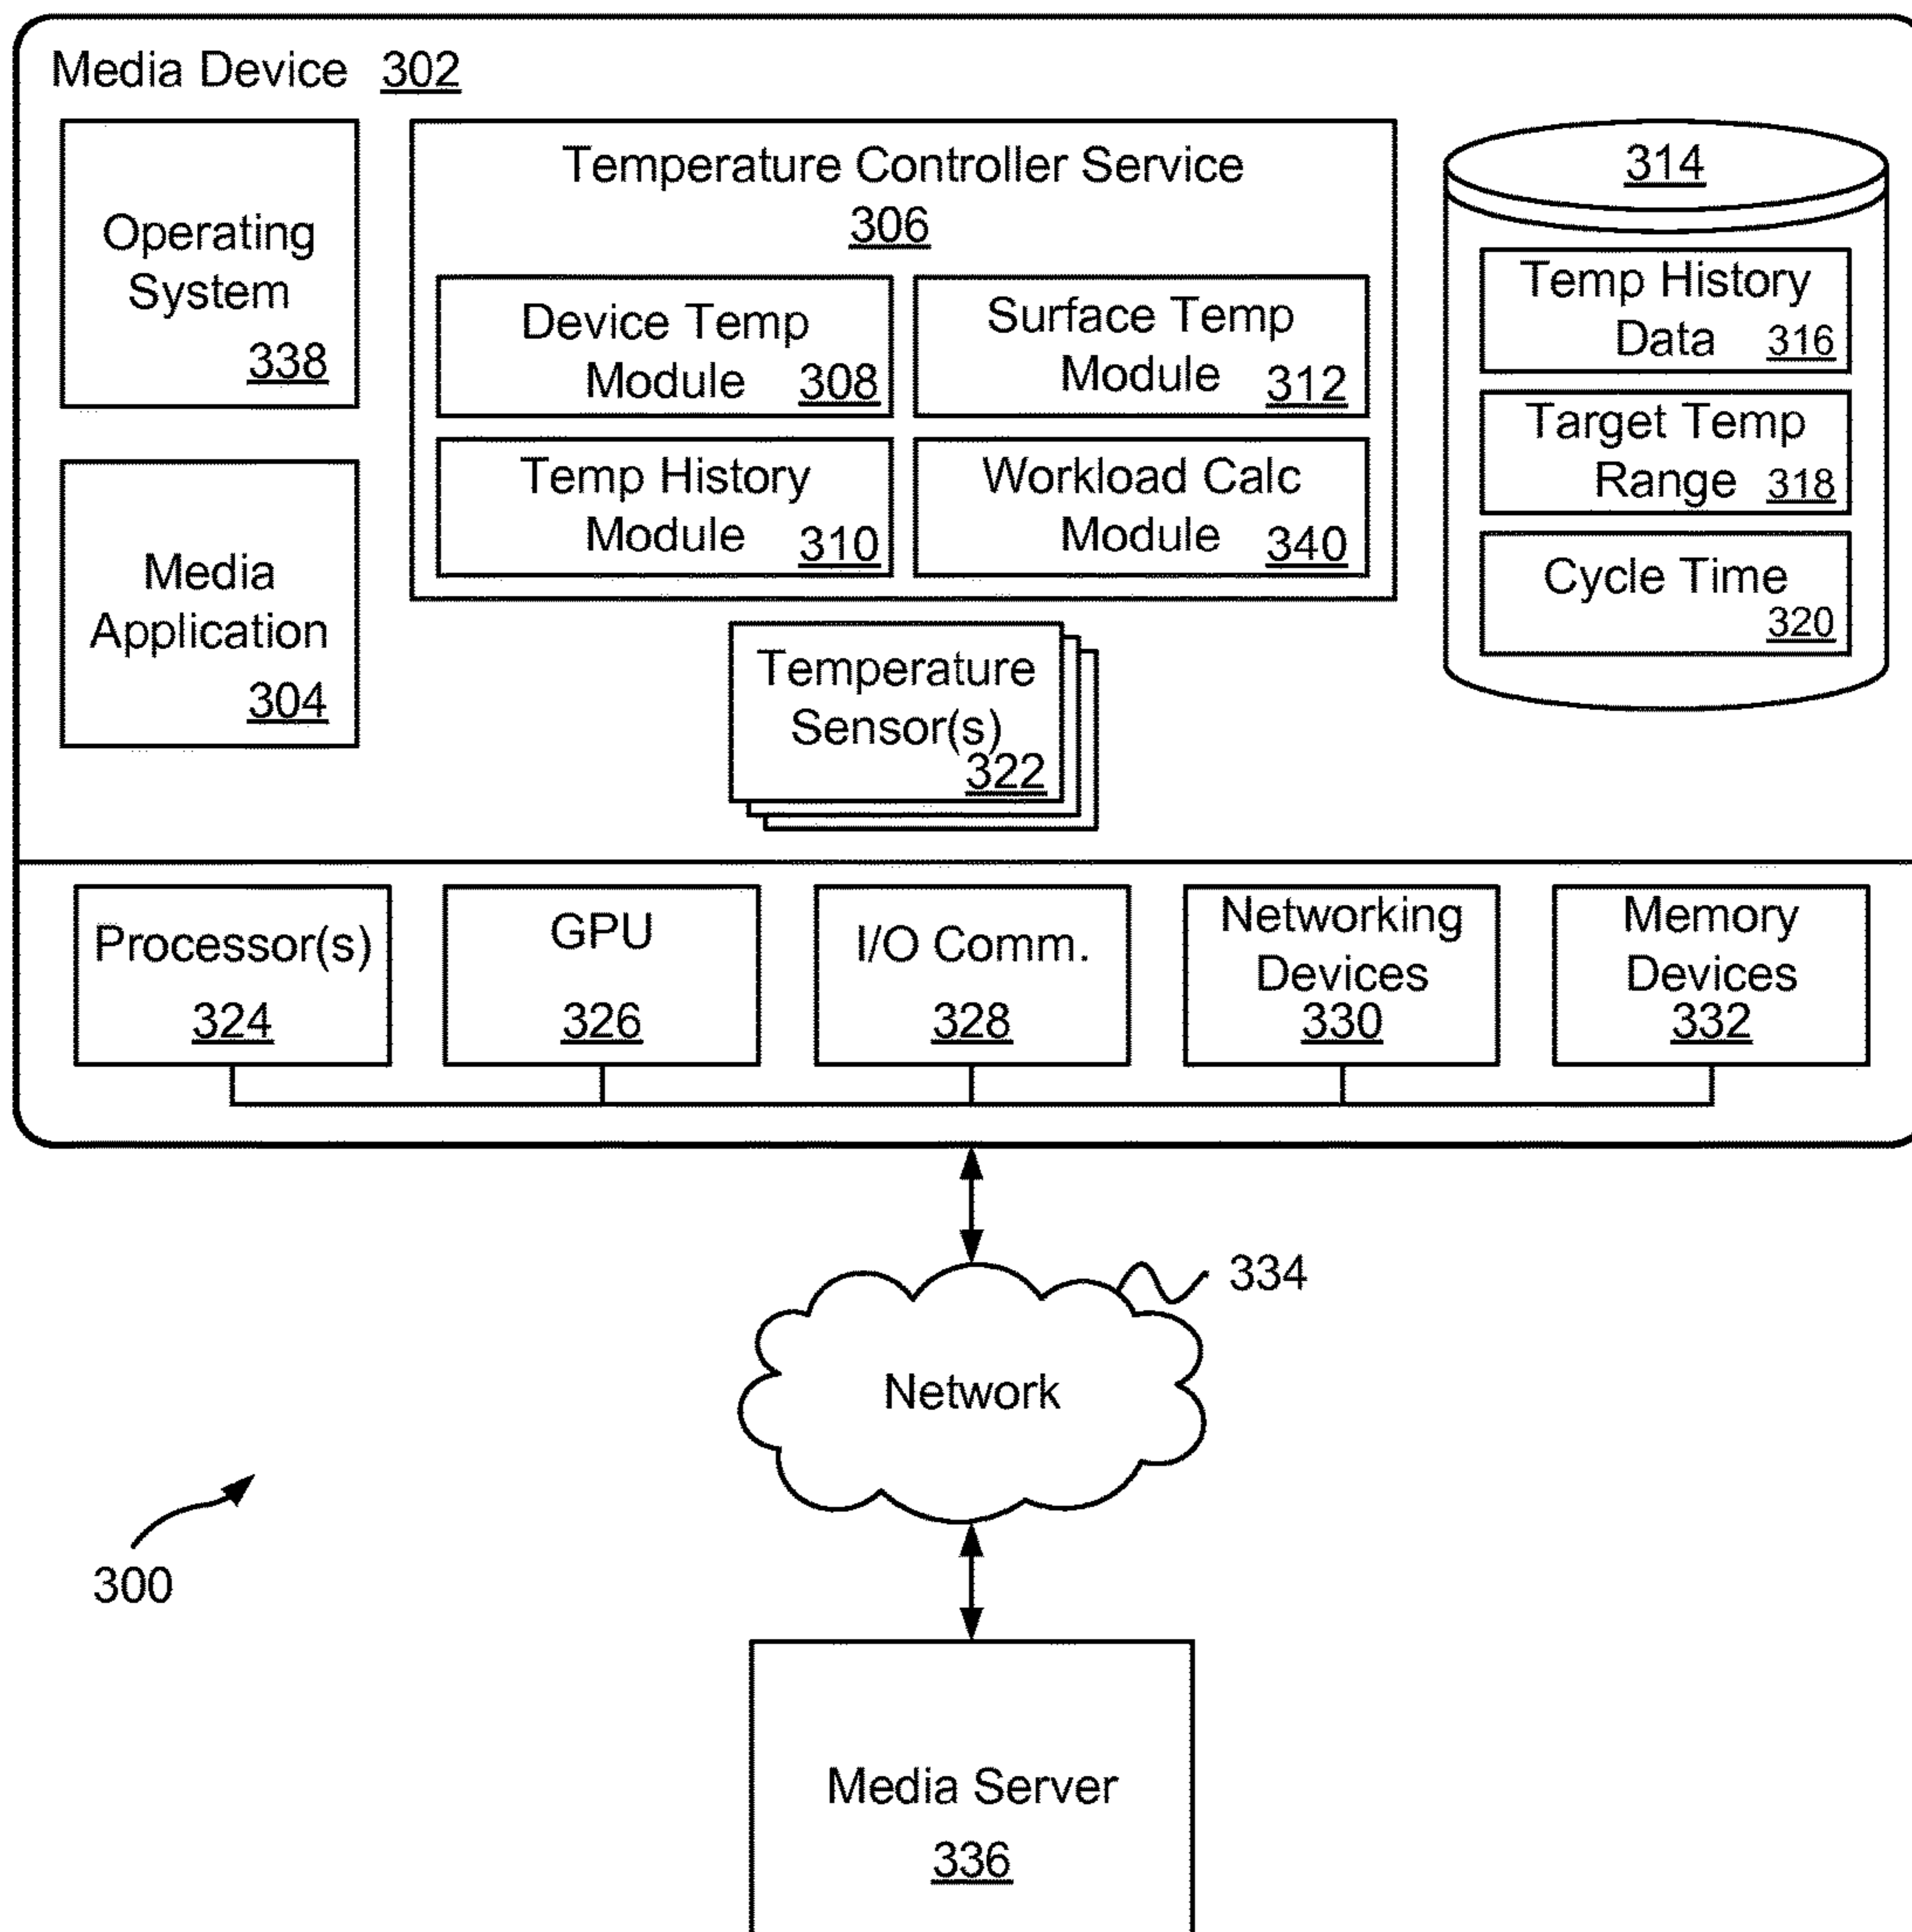 Media Device 302
Operating
System
338
Media
Application
304
Temperature Controller Service
306
Device Temp
Module 308
Surface Temp
Module 312
Temp History
Module 310
Workload Calc
Module 340
Temperature
Sensor(s)
322
314
Temp History
Data 316
Target Temp
Range 318
Cycle Time
320
Processor(s)
324
GPU
326
I/O Comm.
328
Networking
Devices
330
Memory
Devices
332
334
Network
300
Media Server
336